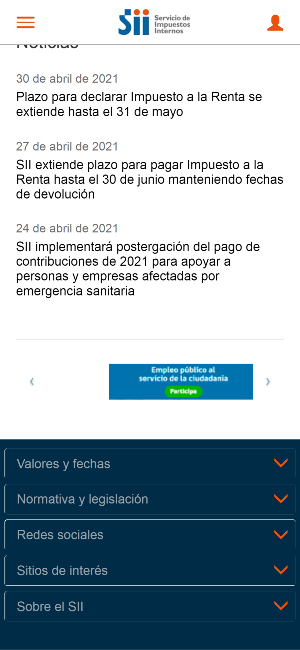 sii Servicio de
Impuestos
Internos
Noticias
30 de abril de 2021
Plazo para declarar Impuesto a la Renta se
extiende hasta el 31 de mayo
27 de abril de 2021
SII extiende plazo para pagar Impuesto a la
Renta hasta el 30 de junio manteniendo fechas
de devolución
24 de abril de 2021
SII implementará postergación del pago de
contribuciones de 2021 para apoyar a
personas y empresas afectadas por
emergencia sanitaria
‹
Empleo público al
servicio de la ciudadanía
Participe
›
Valores y fechas
Normativa y legislación
Redes sociales
Sitios de interés
Sobre el SII